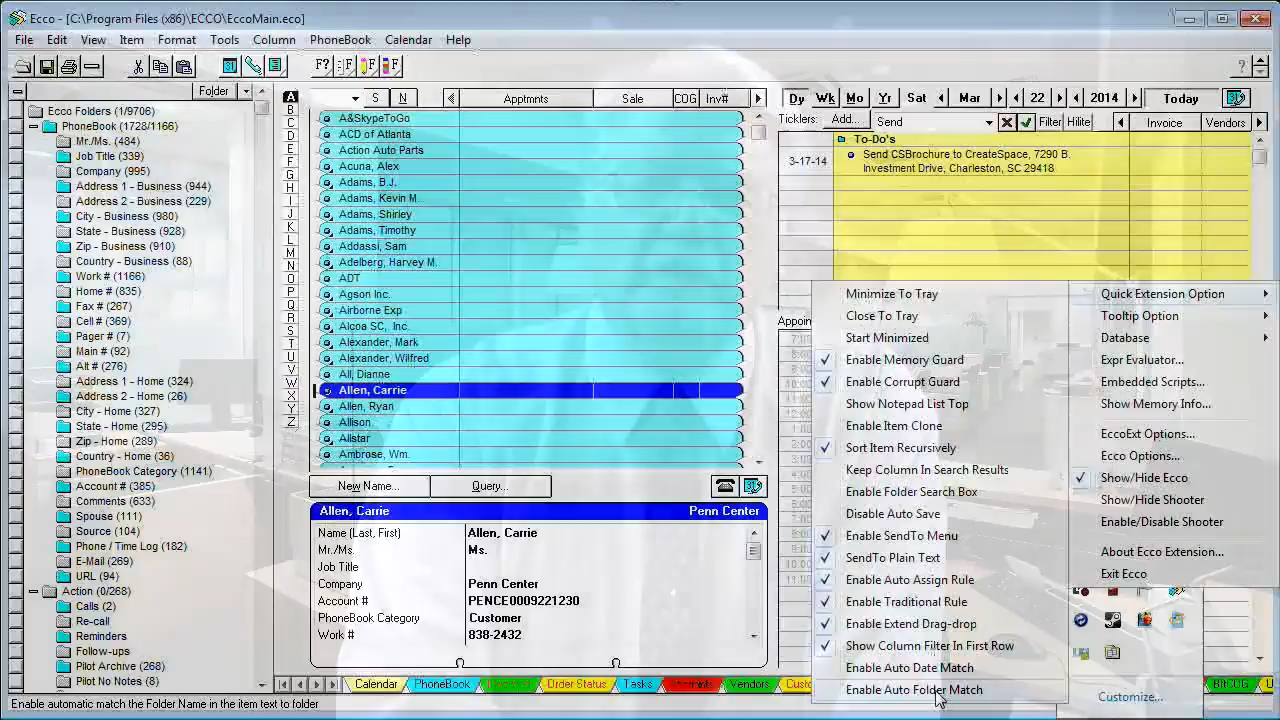 Ecco - [C:\Program Files (x86)\ECCO\EccoMain.eco]
File Edit View Item Format Tools Column PhoneBook Calendar Help
Folder
Ecco Folders (1/9706)
PhoneBook (1728/1166)
Mr./Ms. (484)
Job Title (339)
Company (995)
Address 1 - Business (944)
Address 2 - Business (229)
City - Business (980)
State - Business (928)
Zip - Business (910)
Country - Business (88)
Work # (1166)
Home # (835)
Fax # (267)
Cell # (369)
Pager # (7)
Main # (92)
Alt # (276)
Address 1 - Home (324)
Address 2 - Home (26)
City - Home (327)
State - Home (295)
Zip - Home (289)
Country - Home (36)
PhoneBook Category (1141)
Account # (385)
Comments (633)
Spouse (111)
Source (104)
Phone / Time Log (182)
E-Mail (269)
URL (94)
Action (0/268)
Calls (2)
Re-call
Reminders
Follow-ups
Pilot Archive (268)
Pilot No Notes (8)
A
B
C
D
E
F
G
H
I
J
K
L
M
N
O
P
Q
R
S
T
U
V
W
X
Y
Z
S N Apptmnts Sale COG Inv#
A&SkypeToGo
ACD of Atlanta
Action Auto Parts
Acuna, Alex
Adams, B.J.
Adams, Kevin M.
Adams, Shirley
Adams, Timothy
Addassi, Sam
Adelberg, Harvey M.
ADT
Agson Inc.
Airborne Exp
Alcoa SC, Inc.
Alexander, Mark
Alexander, Wilfred
All, Dianne
Allen, Carrie
Allen, Ryan
Allison
Allstar
Ambrose, Wm.
New Name... Query...
Allen, Carrie Penn Center
Name (Last, First) Allen, Carrie
Mr./Ms. Ms.
Job Title
Company Penn Center
Account # PENCE0009221230
PhoneBook Category Customer
Work # 838-2432
Dy Wk Mo Yr Sat Mar 22 2014 Today
Ticklers: Add... Send Filter Hilite Invoice Vendors
To-Do's
3-17-14 Send CSBrochure to CreateSpace, 7290 B.
Investment Drive, Charleston, SC 29418
Minimize To Tray
Close To Tray
Start Minimized
Enable Memory Guard
Enable Corrupt Guard
Show Notepad List Top
Enable Item Clone
Sort Item Recursively
Keep Column In Search Results
Enable Folder Search Box
Disable Auto Save
Enable SendTo Menu
SendTo Plain Text
Enable Auto Assign Rule
Enable Traditional Rule
Enable Extend Drag-drop
Show Column Filter In First Row
Enable Auto Date Match
Enable Auto Folder Match
Quick Extension Option
Tooltip Option
Database
Expr Evaluator...
Embedded Scripts...
Show Memory Info...
EccoExt Options...
Ecco Options...
Show/Hide Ecco
Show/Hide Shooter
Enable/Disable Shooter
About Ecco Extension...
Exit Ecco
Customize...
Calendar PhoneBook Order Status Tasks Vendors
Enable automatic match the Folder Name in the item text to folder